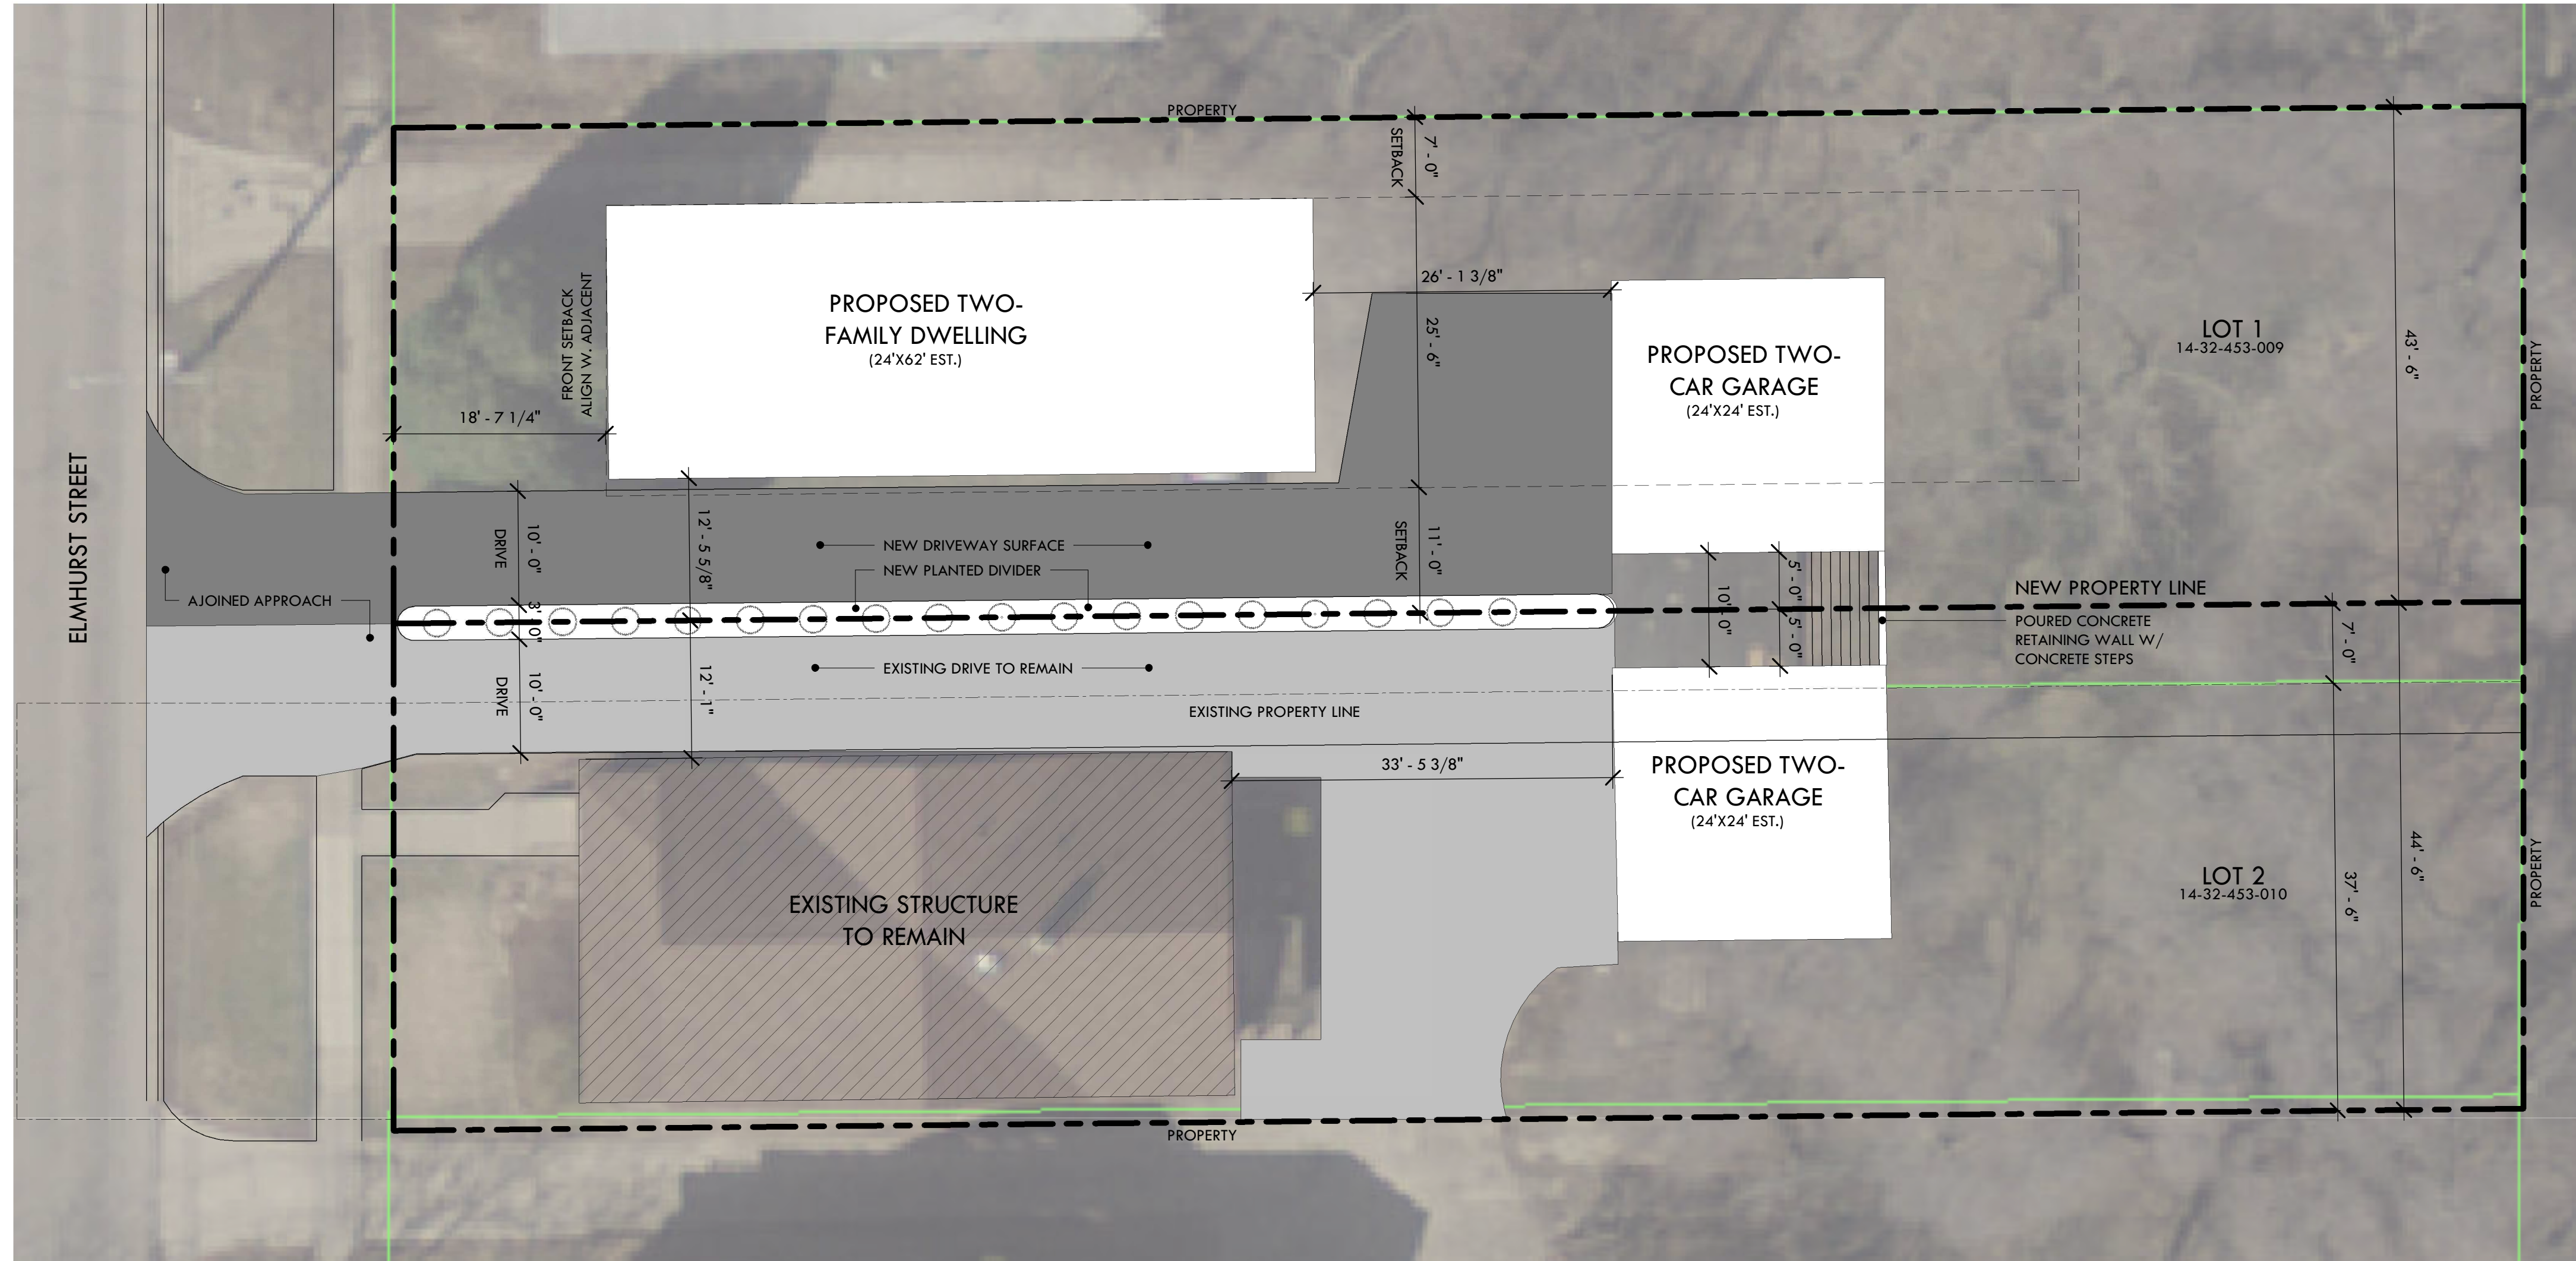 PROPERTY
7' - 0"
SETBACK
PROPOSED TWO-
FAMILY DWELLING
(24'X62' EST.)
FRONT SETBACK
ALIGN W. ADJACENT
18' - 7 1/4"
26' - 1 3/8"
25' - 6"
PROPOSED TWO-
CAR GARAGE
(24'X24' EST.)
LOT 1
14-32-453-009
43' - 6"
PROPERTY
ELMHURST STREET
10' - 0"
DRIVE
12' - 5 5/8"
NEW DRIVEWAY SURFACE
NEW PLANTED DIVIDER
11' - 0"
SETBACK
AJOINED APPROACH
3' - 0"
10' - 0"
5' - 0"
5' - 0"
NEW PROPERTY LINE
POURED CONCRETE
RETAINING WALL W/
CONCRETE STEPS
7' - 0"
EXISTING DRIVE TO REMAIN
10' - 0"
DRIVE
12' - 1"
EXISTING PROPERTY LINE
33' - 5 3/8"
PROPOSED TWO-
CAR GARAGE
(24'X24' EST.)
EXISTING STRUCTURE
TO REMAIN
LOT 2
14-32-453-010
37' - 6"
44' - 6"
PROPERTY
PROPERTY